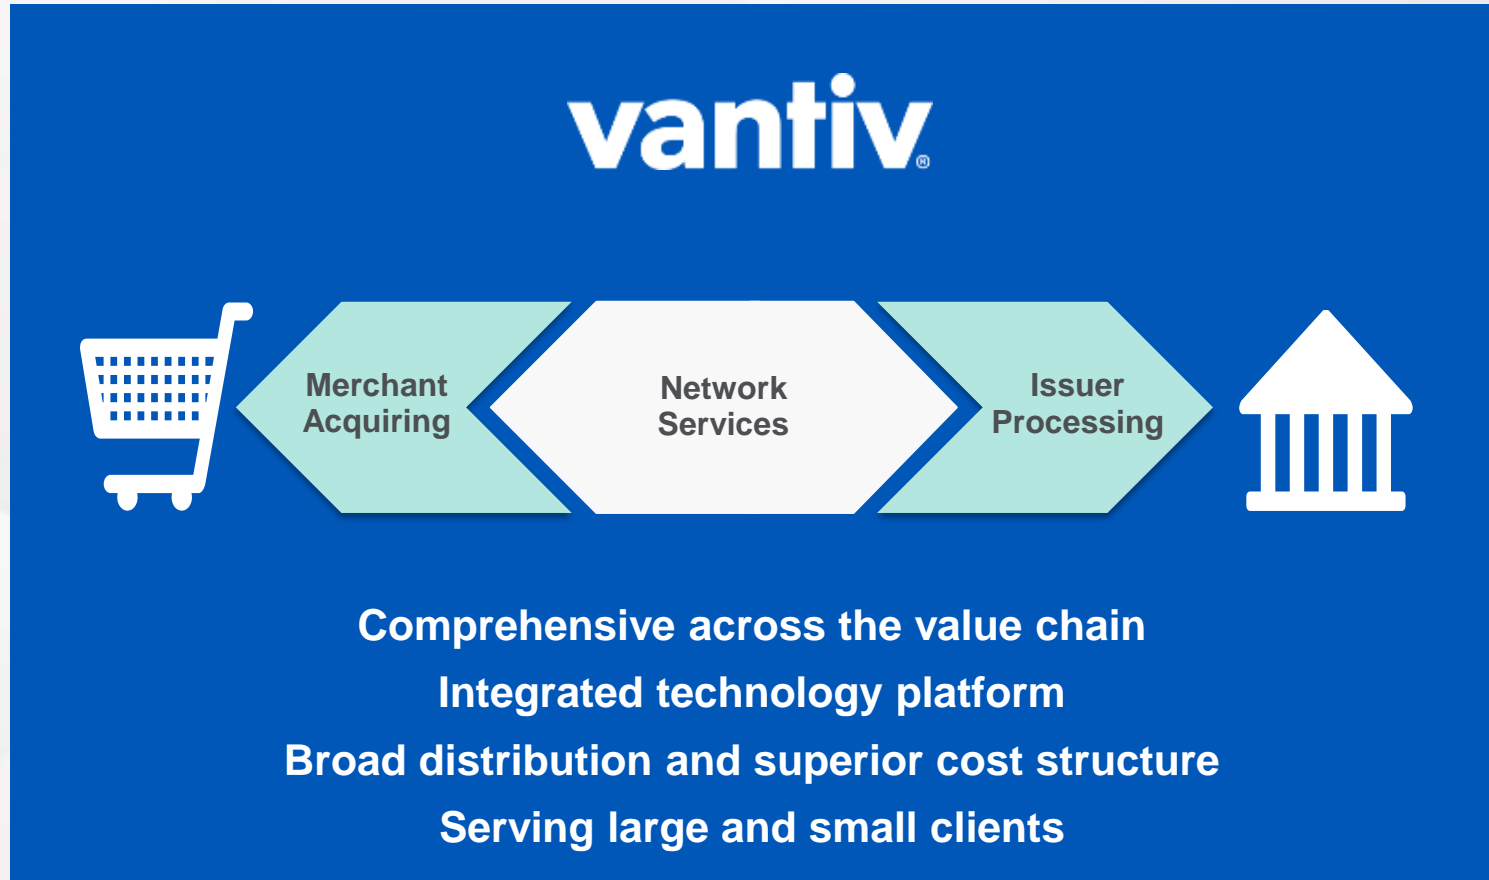 vantiv®
Merchant
Acquiring
Network
Services
Issuer
Processing
Comprehensive across the value chain
Integrated technology platform
Broad distribution and superior cost structure
Serving large and small clients